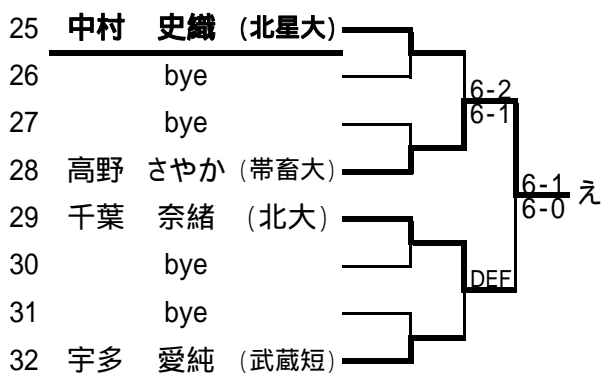 25 中村 史織 (北星大)
26 bye
27 bye
28 高野 さやか (帯畜大)
29 千葉 奈緒 (北大)
30 bye
31 bye
32 宇多 愛純 (武蔵短)
6-2
6-1
DEF
6-1
6-0
え